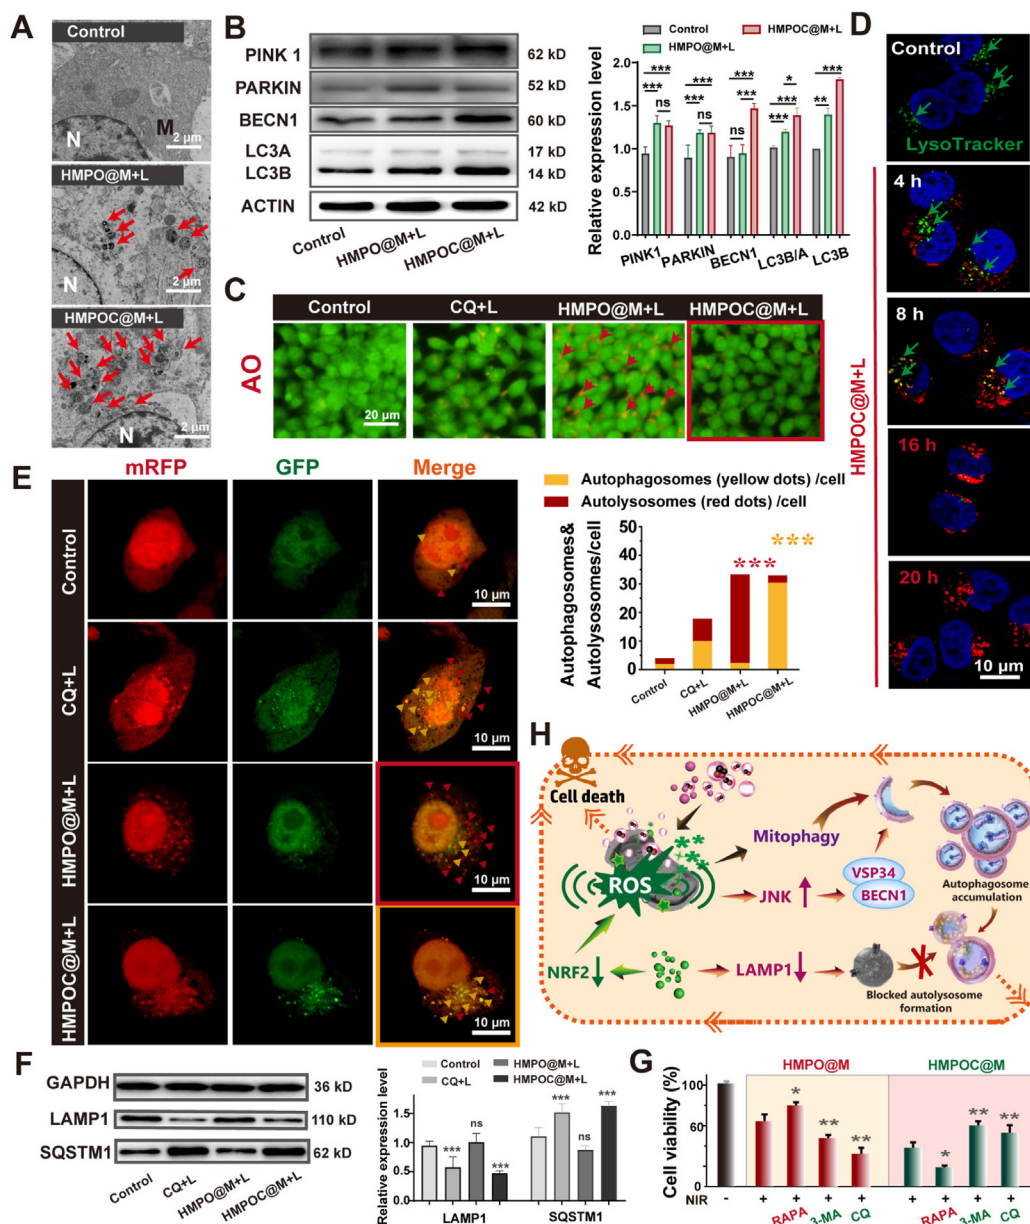 A
Control
N
M
2 μm
HMPO@M+L
N
2 μm
HMPOC@M+L
N
2 μm
B
PINK 1
62 kD
PARKIN
52 kD
BECN1
60 kD
LC3A
17 kD
LC3B
14 kD
ACTIN
42 kD
Control
HMPO@M+L
HMPOC@M+L
Control
HMPOC@M+L
HMPO@M+L
Relative expression level
2.0
1.5
1.0
0.5
0.0
*** *** *** * ***
*** ns
*** ns
ns ***
*** ***
**
PINK1
PARKIN
BECN1
LC3B/A
LC3B
C
Control
CQ+L
HMPO@M+L
HMPOC@M+L
AO
20 μm
D
Control
LysoTracker
HMPOC@M+L
4 h
8 h
16 h
20 h
10 μm
E
mRFP
GFP
Merge
Control
10 μm
CQ+L
10 μm
HMPO@M+L
10 μm
HMPOC@M+L
10 μm
Autophagosomes (yellow dots) /cell
Autolysosomes (red dots) /cell
Autophagosomes&
Autolysosomes/cell
50
40
30
20
10
0
***
***
Control
CQ+L
HMPO@M+L
HMPOC@M+L
H
Cell death
ROS
Mitophagy
JNK
VSP34
BECN1
Autophagosome
accumulation
NRF2
LAMP1
Blocked autolysosome
formation
F
GAPDH
36 kD
LAMP1
110 kD
SQSTM1
62 kD
Control
CQ+L
HMPO@M+L
HMPOC@M+L
Control
HMPO@M+L
CQ+L
HMPOC@M+L
Relative expression level
1.5
1.0
0.5
0.0
*** ns *** *** ns ***
LAMP1
SQSTM1
G
HMPO@M
HMPOC@M
Cell viability (%)
100
60
20
0
* ** ** * ** **
NIR - + + + + + + + +
RAPA 3-MA CQ RAPA 3-MA CQ